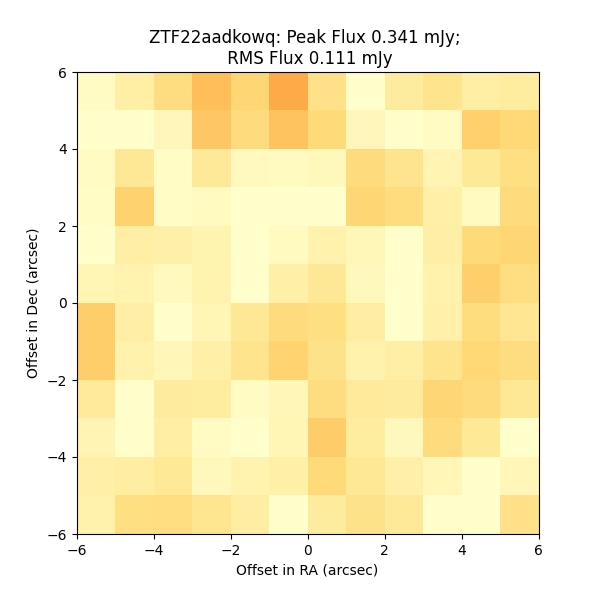 ZTF22aadkowq: Peak Flux 0.341 mJy;
RMS Flux 0.111 mJy
6
4
2
0
−2
−4
−6
Offset in Dec (arcsec)
−6 −4 −2 0 2 4 6
Offset in RA (arcsec)